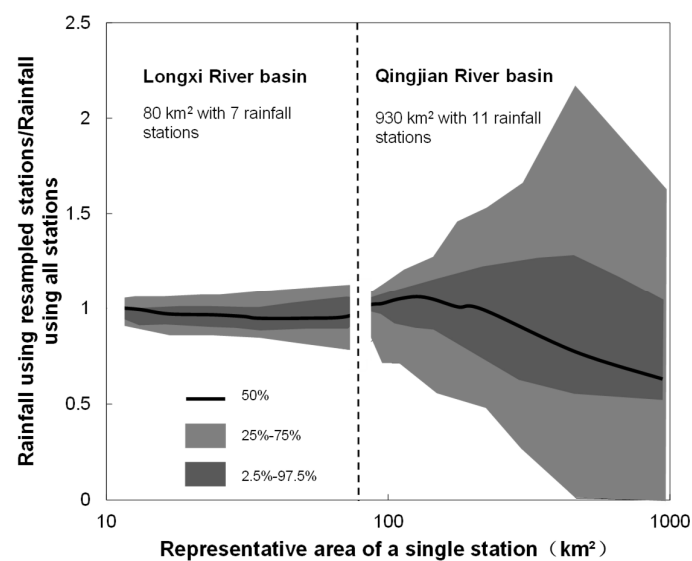 Rainfall using resampled stations/Rainfall
using all stations
2.5
2
1.5
1
0.5
0
Longxi River basin
80 km² with 7 rainfall
stations
Qingjian River basin
930 km² with 11 rainfall
stations
50%
25%-75%
2.5%-97.5%
10
100
1000
Representative area of a single station（km²）